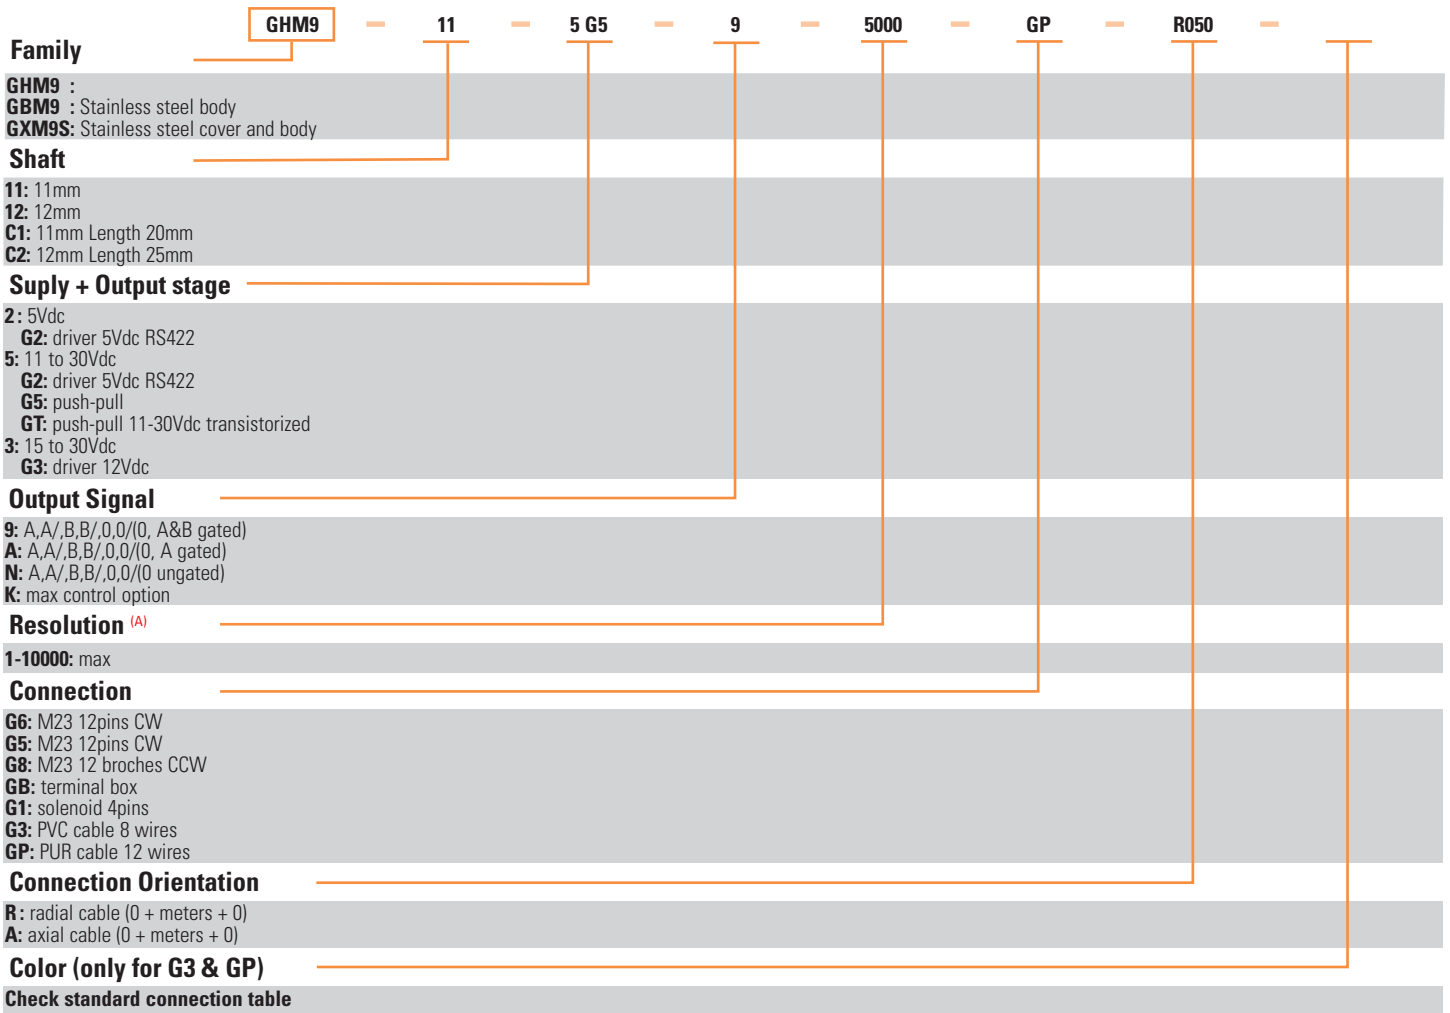 GHM9 – 11 – 5 G5 – 9 – 5000 – GP – R050 –
Family
GHM9 :
GBM9 : Stainless steel body
GXM9S: Stainless steel cover and body
Shaft
11: 11mm
12: 12mm
C1: 11mm Length 20mm
C2: 12mm Length 25mm
Suply + Output stage
2 : 5Vdc
G2: driver 5Vdc RS422
5: 11 to 30Vdc
G2: driver 5Vdc RS422
G5: push-pull
GT: push-pull 11-30Vdc transistorized
3: 15 to 30Vdc
G3: driver 12Vdc
Output Signal
9: A,A/,B,B/,0,0/(0, A&B gated)
A: A,A/,B,B/,0,0/(0, A gated)
N: A,A/,B,B/,0,0/(0 ungated)
K: max control option
Resolution (A)
1-10000: max
Connection
G6: M23 12pins CW
G5: M23 12pins CW
G8: M23 12 broches CCW
GB: terminal box
G1: solenoid 4pins
G3: PVC cable 8 wires
GP: PUR cable 12 wires
Connection Orientation
R : radial cable (0 + meters + 0)
A: axial cable (0 + meters + 0)
Color (only for G3 & GP)
Check standard connection table